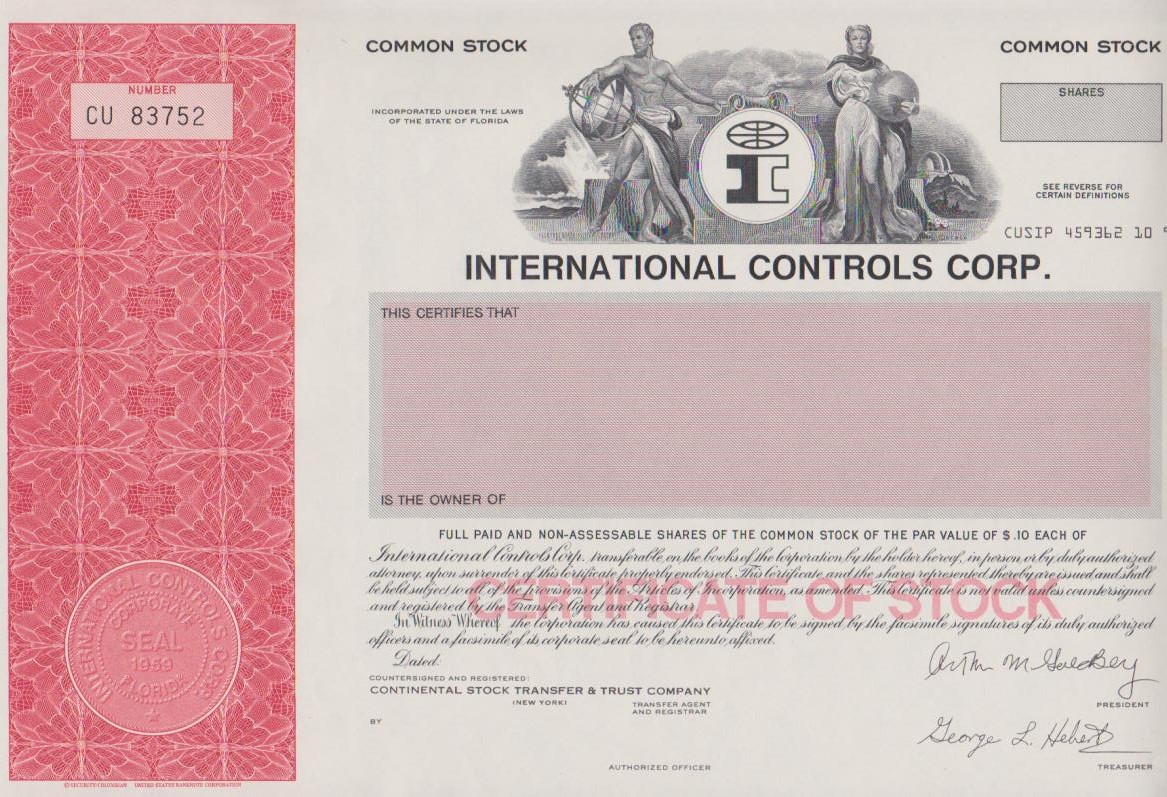 COMMON STOCK
COMMON STOCK
NUMBER
CU 83752
SHARES
INCORPORATED UNDER THE LAWS
OF THE STATE OF FLORIDA
IC
SEE REVERSE FOR
CERTAIN DEFINITIONS
CUSIP 459362 10
INTERNATIONAL CONTROLS CORP.
THIS CERTIFIES THAT
IS THE OWNER OF
FULL PAID AND NON-ASSESSABLE SHARES OF THE COMMON STOCK OF THE PAR VALUE OF $.10 EACH OF
International Controls Corp. transferable on the books of the Corporation by the holder hereof, in person or by duly authorized
attorney, upon surrender of this certificate properly endorsed. This Certificate and the shares represented thereby are issued and shall
be held subject to all of the provisions of the Articles of Incorporation, as amended. This Certificate is not valid unless countersigned
and registered by the Transfer Agent and Registrar.
CERTIFICATE OF STOCK
In Witness Whereof the Corporation has caused this Certificate to be signed by the facsimile signatures of its duly authorized
officers and a facsimile of its corporate seal to be hereunto affixed.
Dated:
COUNTERSIGNED AND REGISTERED:
CONTINENTAL STOCK TRANSFER & TRUST COMPANY
(NEW YORK)
TRANSFER AGENT
AND REGISTRAR
BY
AUTHORIZED OFFICER
Arthur M Goldberg
PRESIDENT
George L. Hebert
TREASURER
INTERNATIONAL CONTROLS CORP.
CORPORATE
SEAL
1959
FLORIDA
© SECURITY-COLUMBIAN UNITED STATES BANKNOTE CORPORATION